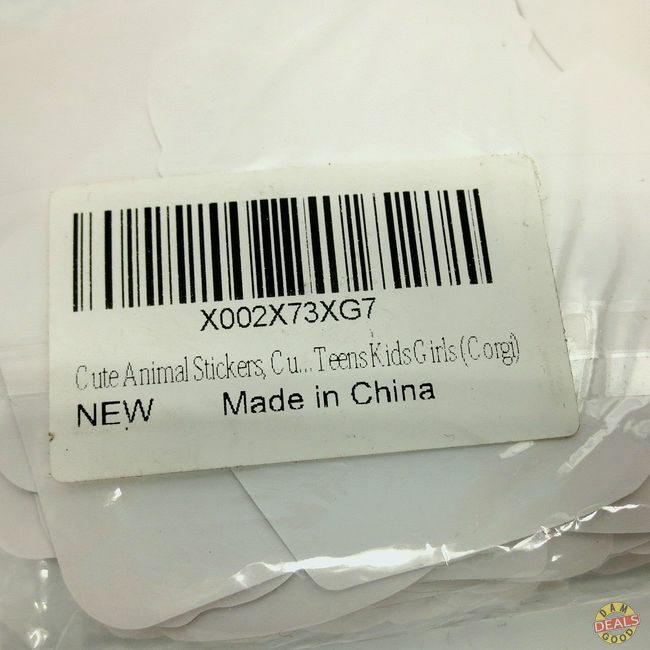 X002X73XG7
Cute Animal Stickers, Cu... Teens Kids Girls (Corgi)
NEW Made in China
DAM
DEALS
GOOD